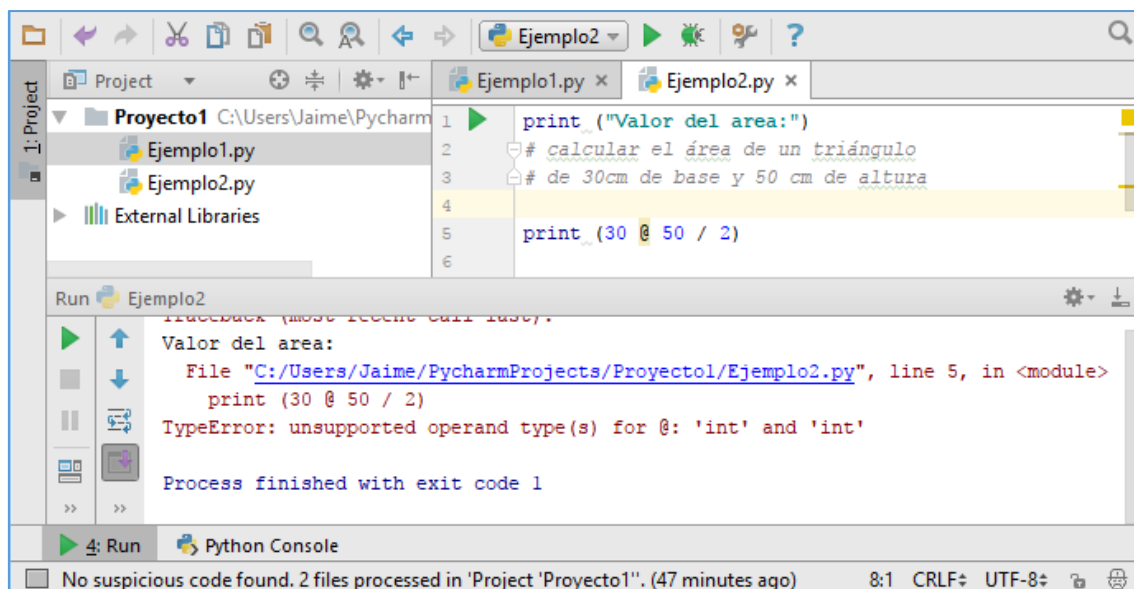 Ejemplo2
Project
Ejemplo1.py ×
Ejemplo2.py ×
1: Project
Proyecto1 C:\Users\Jaime\Pycharm
Ejemplo1.py
Ejemplo2.py
External Libraries
1 print ("Valor del area:")
2 # calcular el área de un triángulo
3 # de 30cm de base y 50 cm de altura
4
5 print (30 @ 50 / 2)
6
Run Ejemplo2
Traceback (most recent call last):
Valor del area:
File "C:/Users/Jaime/PycharmProjects/Proyecto1/Ejemplo2.py", line 5, in <module>
print (30 @ 50 / 2)
TypeError: unsupported operand type(s) for @: 'int' and 'int'
Process finished with exit code 1
4: Run
Python Console
No suspicious code found. 2 files processed in 'Project 'Proyecto1''. (47 minutes ago) 8:1 CRLF UTF-8